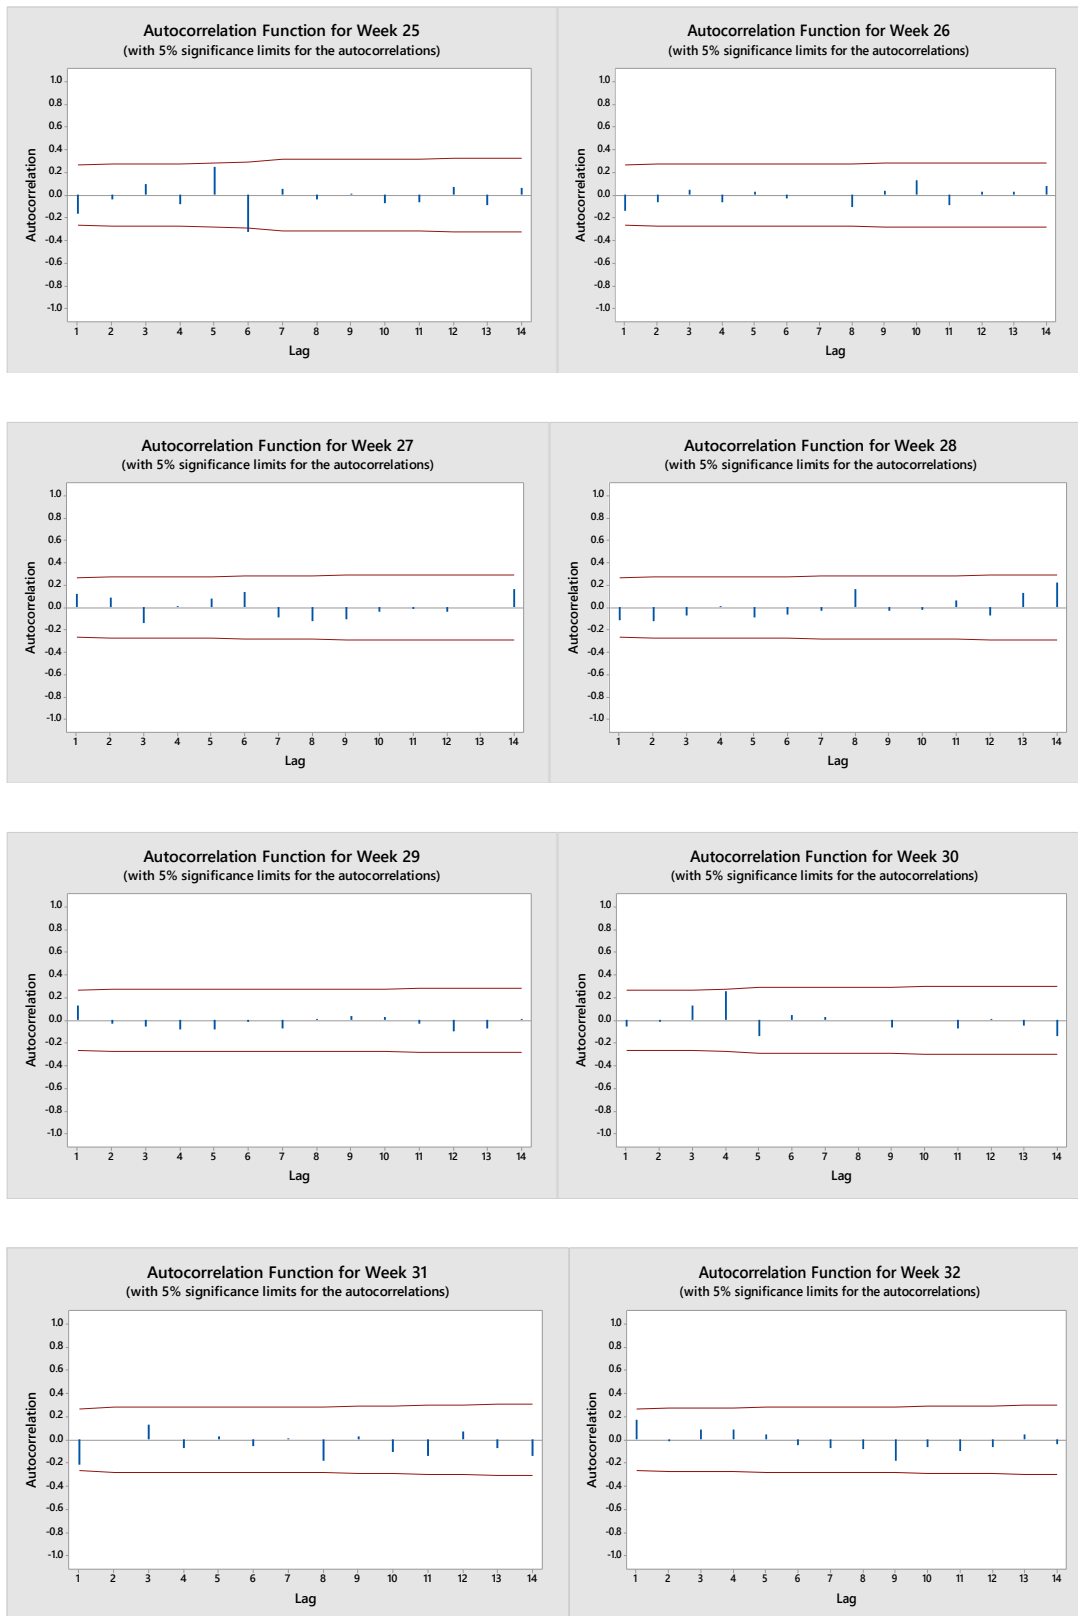 Autocorrelation Function for Week 25
(with 5% significance limits for the autocorrelations)
1.0
0.8
0.6
0.4
0.2
0.0
-0.2
-0.4
-0.6
-0.8
-1.0
Autocorrelation
1 2 3 4 5 6 7 8 9 10 11 12 13 14
Lag
Autocorrelation Function for Week 26
(with 5% significance limits for the autocorrelations)
1.0
0.8
0.6
0.4
0.2
0.0
-0.2
-0.4
-0.6
-0.8
-1.0
Autocorrelation
1 2 3 4 5 6 7 8 9 10 11 12 13 14
Lag
Autocorrelation Function for Week 27
(with 5% significance limits for the autocorrelations)
1.0
0.8
0.6
0.4
0.2
0.0
-0.2
-0.4
-0.6
-0.8
-1.0
Autocorrelation
1 2 3 4 5 6 7 8 9 10 11 12 13 14
Lag
Autocorrelation Function for Week 28
(with 5% significance limits for the autocorrelations)
1.0
0.8
0.6
0.4
0.2
0.0
-0.2
-0.4
-0.6
-0.8
-1.0
Autocorrelation
1 2 3 4 5 6 7 8 9 10 11 12 13 14
Lag
Autocorrelation Function for Week 29
(with 5% significance limits for the autocorrelations)
1.0
0.8
0.6
0.4
0.2
0.0
-0.2
-0.4
-0.6
-0.8
-1.0
Autocorrelation
1 2 3 4 5 6 7 8 9 10 11 12 13 14
Lag
Autocorrelation Function for Week 30
(with 5% significance limits for the autocorrelations)
1.0
0.8
0.6
0.4
0.2
0.0
-0.2
-0.4
-0.6
-0.8
-1.0
Autocorrelation
1 2 3 4 5 6 7 8 9 10 11 12 13 14
Lag
Autocorrelation Function for Week 31
(with 5% significance limits for the autocorrelations)
1.0
0.8
0.6
0.4
0.2
0.0
-0.2
-0.4
-0.6
-0.8
-1.0
Autocorrelation
1 2 3 4 5 6 7 8 9 10 11 12 13 14
Lag
Autocorrelation Function for Week 32
(with 5% significance limits for the autocorrelations)
1.0
0.8
0.6
0.4
0.2
0.0
-0.2
-0.4
-0.6
-0.8
-1.0
Autocorrelation
1 2 3 4 5 6 7 8 9 10 11 12 13 14
Lag